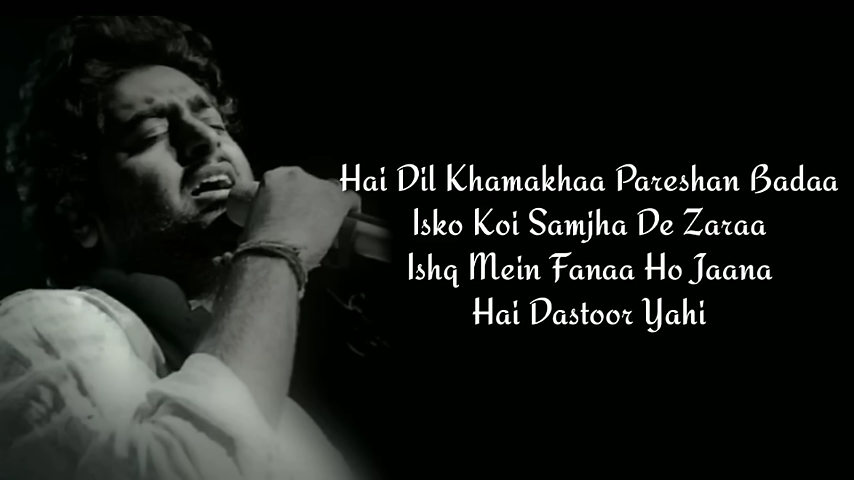 Hai Dil Khamakhaa Pareshan Badaa
Isko Koi Samjha De Zaraa
Ishq Mein Fanaa Ho Jaana
Hai Dastoor Yahi